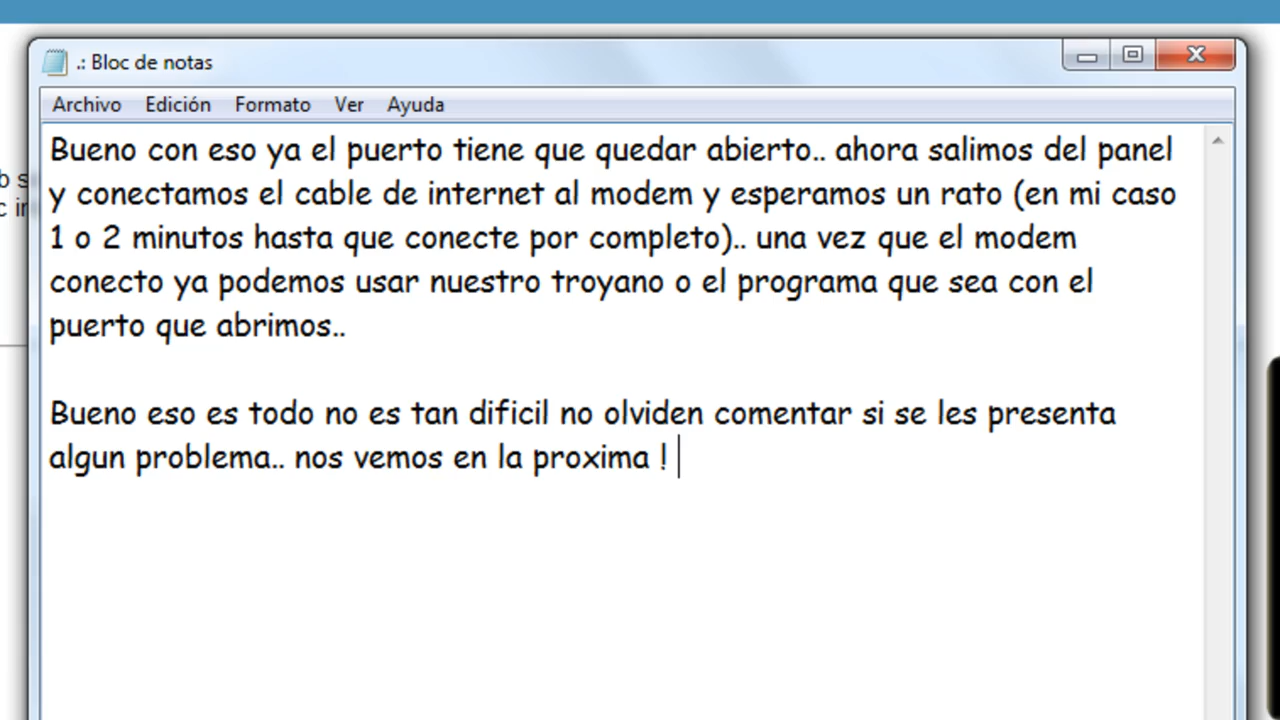 .: Bloc de notas
Archivo Edición Formato Ver Ayuda
Bueno con eso ya el puerto tiene que quedar abierto.. ahora salimos del panel
y conectamos el cable de internet al modem y esperamos un rato (en mi caso
1 o 2 minutos hasta que conecte por completo).. una vez que el modem
conecto ya podemos usar nuestro troyano o el programa que sea con el
puerto que abrimos..
Bueno eso es todo no es tan dificil no olviden comentar si se les presenta
algun problema.. nos vemos en la proxima !